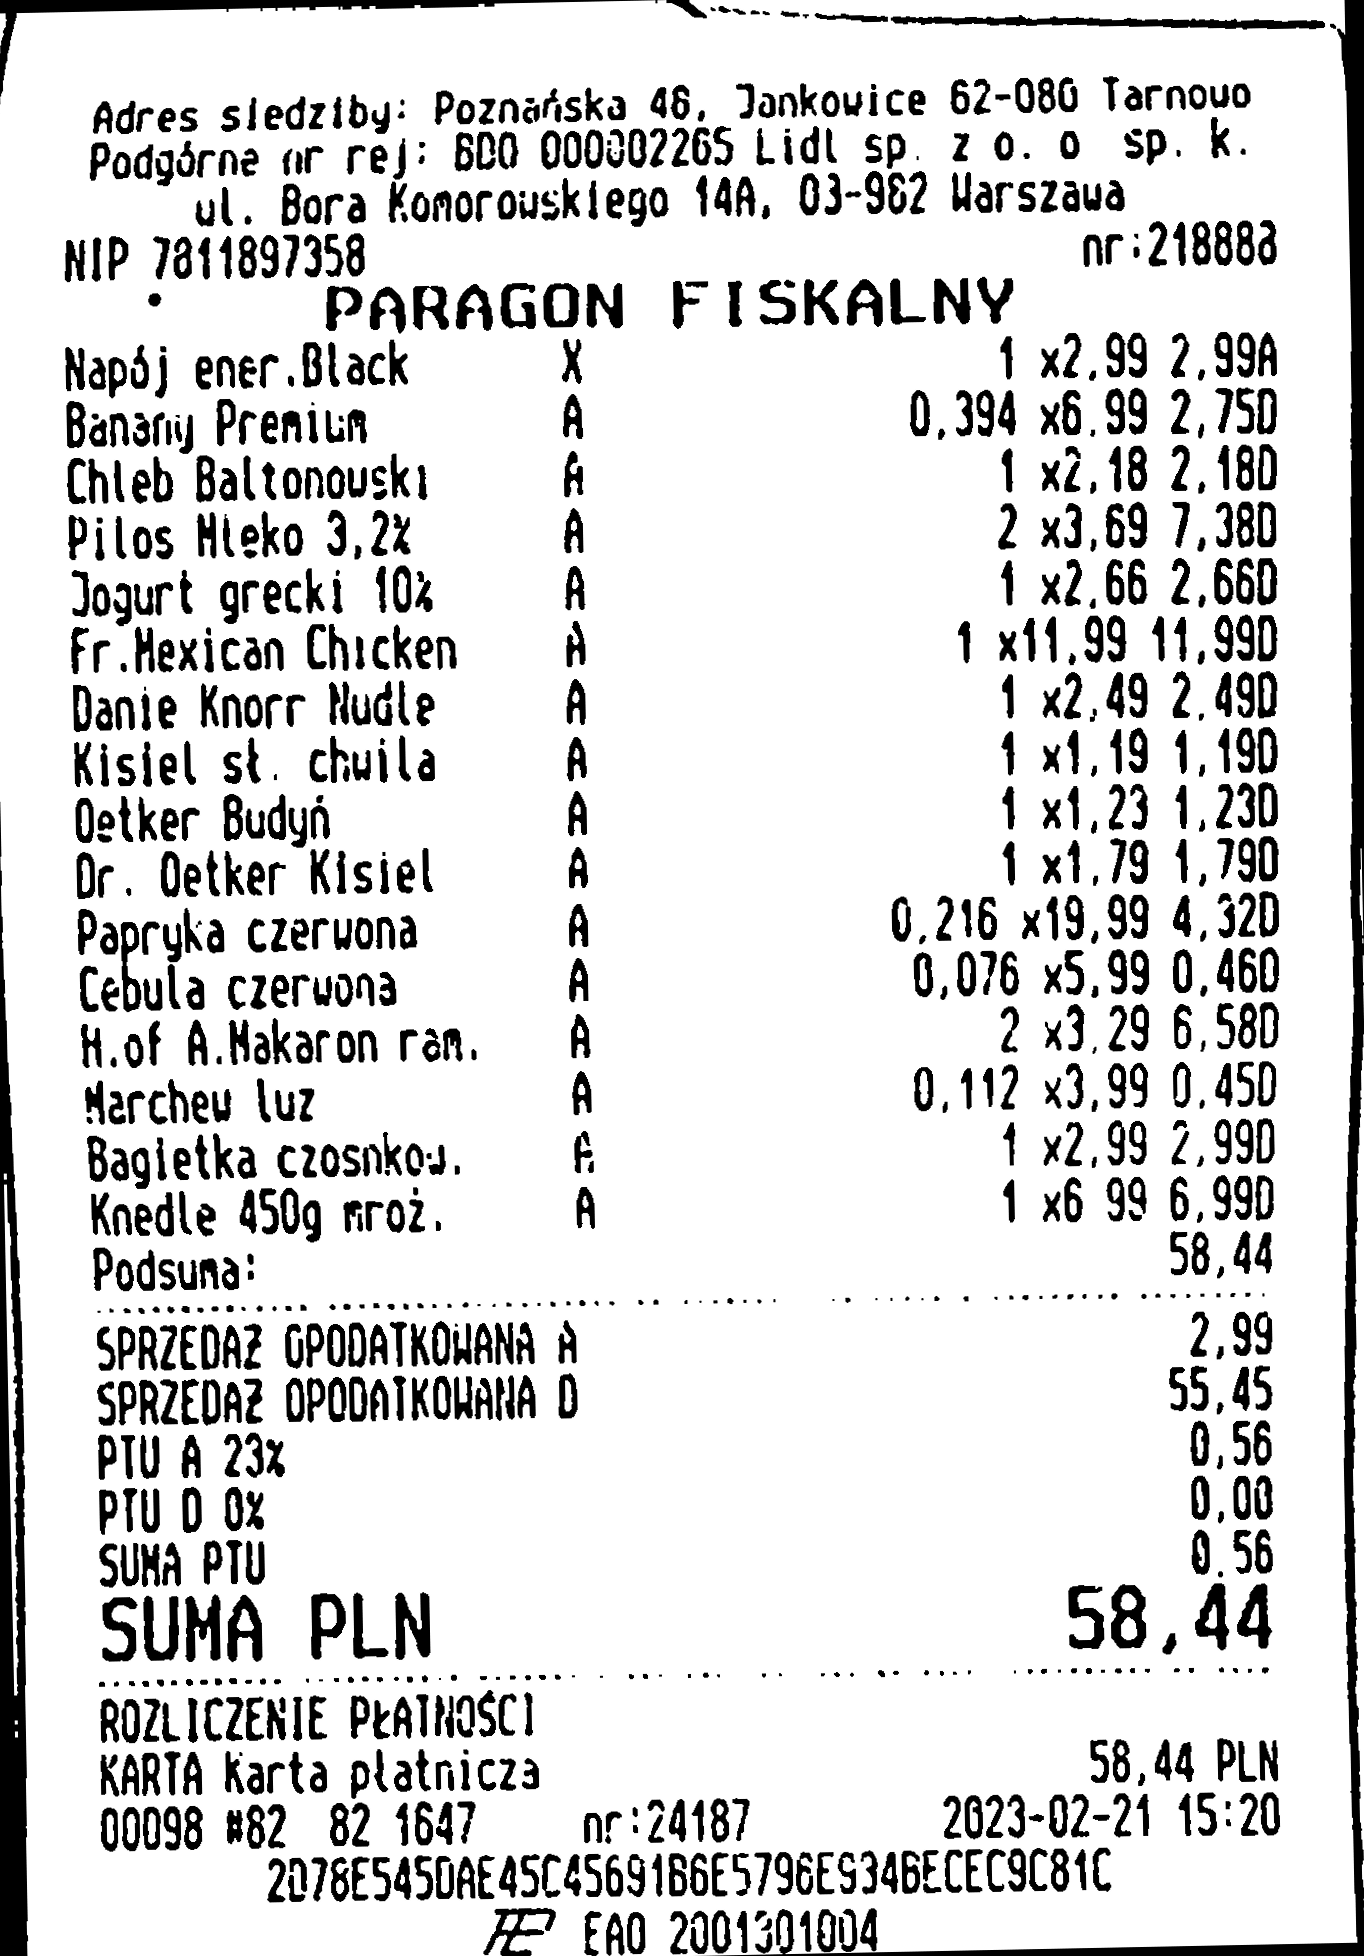 Adres siedziby: Poznańska 48, Jankowice 62-080 Tarnowo
Podgórne nr rej: BDO 000002265 Lidl sp. z o. o sp. k.
ul. Bora Komorowskiego 14A, 03-982 Warszawa
NIP 7811897358 nr:218888
PARAGON FISKALNY
Napój ener.Black X 1 x2,99 2,99A
Banany Premium A 0,394 x6,99 2,75D
Chleb Baltonowski A 1 x2,18 2,18D
Pilos Mleko 3,2% A 2 x3,69 7,38D
Jogurt grecki 10% A 1 x2,66 2,66D
Fr.Mexican Chicken A 1 x11,99 11,99D
Danie Knorr Nudle A 1 x2,49 2,49D
Kisiel sł. chwila A 1 x1,19 1,19D
Oetker Budyń A 1 x1,23 1,23D
Dr. Oetker Kisiel A 1 x1,79 1,79D
Papryka czerwona A 0,216 x19,99 4,32D
Cebula czerwona A 0,076 x5,99 0,46D
H.of A.Makaron ram. A 2 x3,29 6,58D
Marchew luz A 0,112 x3,99 0,45D
Bagietka czosnkow. A 1 x2,99 2,99D
Knedle 450g mroż. A 1 x6 99 6,99D
Podsuma: 58,44
SPRZEDAŻ OPODATKOWANA A 2,99
SPRZEDAŻ OPODATKOWANA D 55,45
PTU A 23% 0,56
PTU D 0% 0,00
SUMA PTU 0,56
SUMA PLN 58,44
ROZLICZENIE PŁATNOŚCI
KARTA Karta płatnicza 58,44 PLN
00098 #82 82 1647 nr:24187 2023-02-21 15:20
2D78E545DAE45C45691B6E5796E934BECEC9C81C
EAO 2001301004